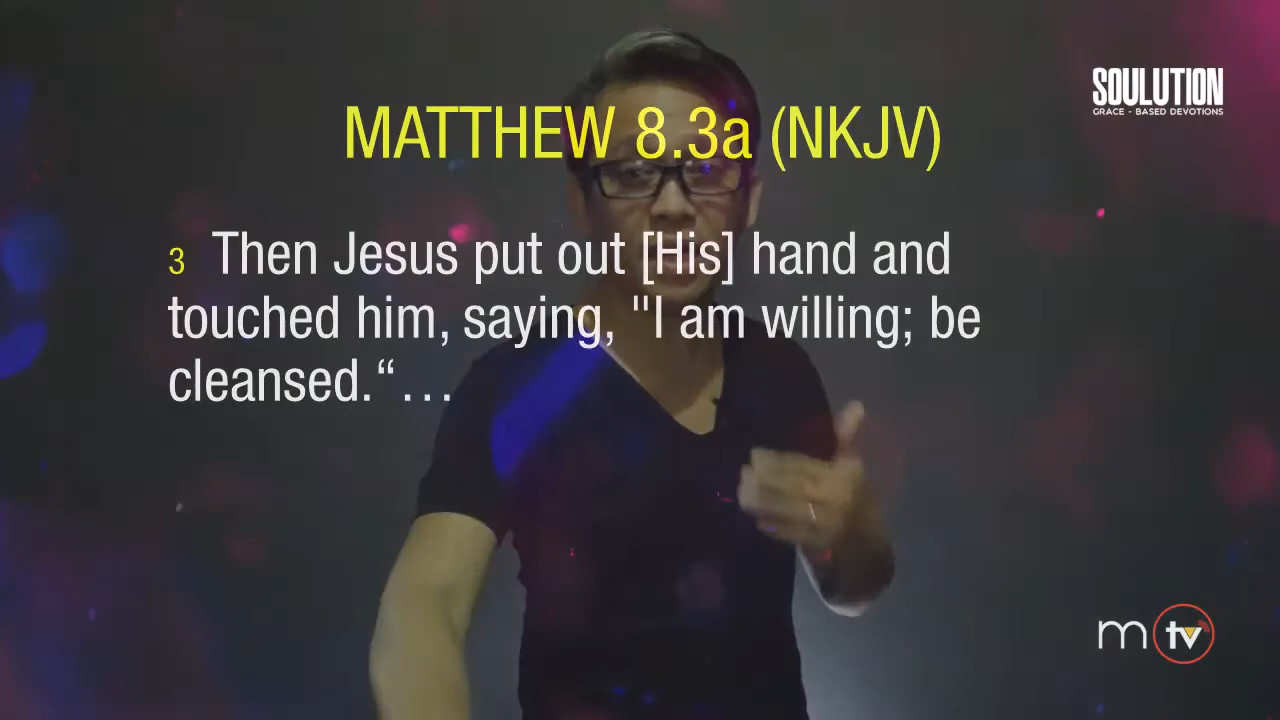 SOULUTION
GRACE - BASED DEVOTIONS
MATTHEW 8.3a (NKJV)
3 Then Jesus put out [His] hand and
touched him, saying, "I am willing; be
cleansed.“...
m tv